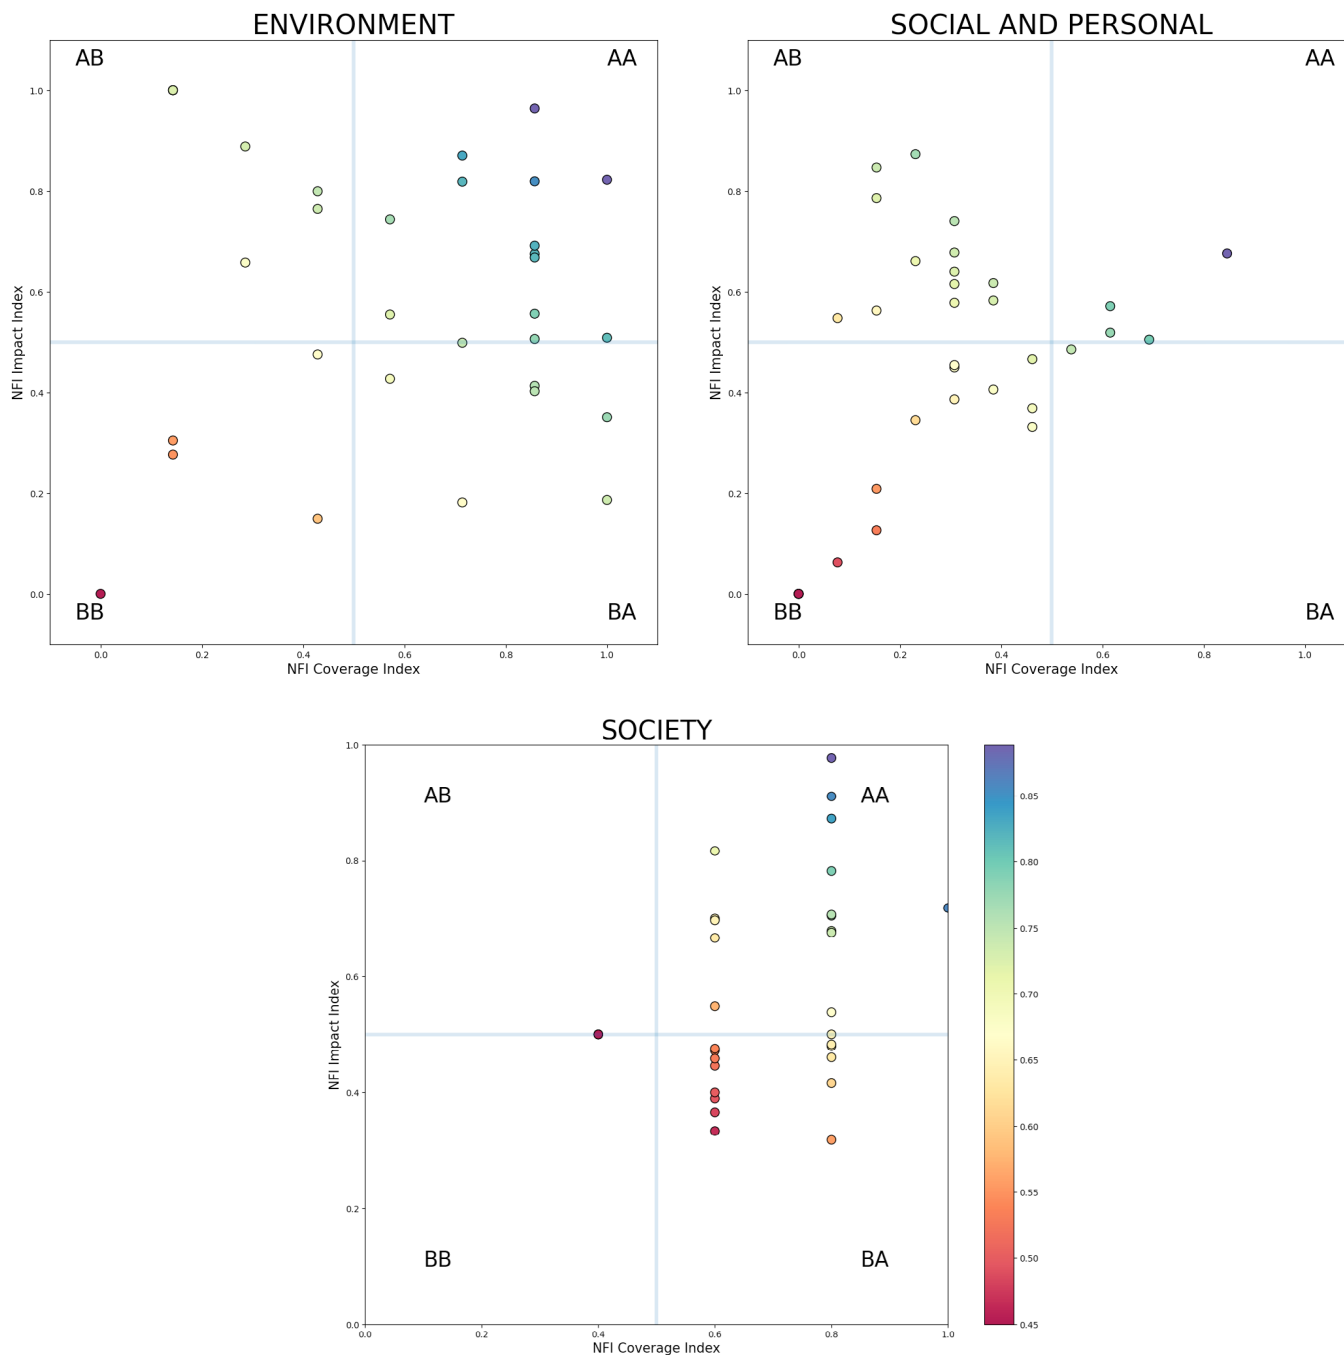 ENVIRONMENT
AB
AA
1.0
0.8
0.6
0.4
0.2
0.0
NFI Impact Index
BB
BA
0.0 0.2 0.4 0.6 0.8 1.0
NFI Coverage Index
SOCIAL AND PERSONAL
AB
AA
1.0
0.8
0.6
0.4
0.2
0.0
NFI Impact Index
BB
BA
0.0 0.2 0.4 0.6 0.8 1.0
NFI Coverage Index
SOCIETY
1.0
0.8
0.6
0.4
0.2
0.0
NFI Impact Index
AB
AA
BB
BA
0.0 0.2 0.4 0.6 0.8 1.0
NFI Coverage Index
0.05
0.80
0.75
0.70
0.65
0.60
0.55
0.50
0.45